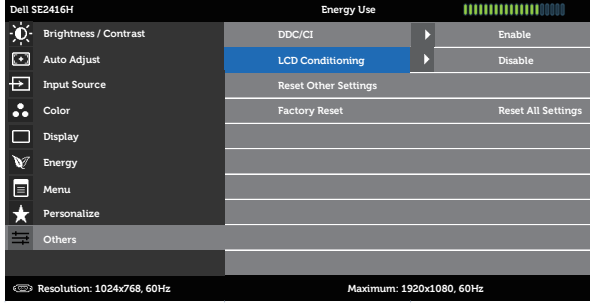 Dell SE2416H Energy Use
Brightness / Contrast DDC/CI Enable
Auto Adjust LCD Conditioning Disable
Input Source Reset Other Settings
Color Factory Reset Reset All Settings
Display
Energy
Menu
Personalize
Others
Resolution: 1024x768, 60Hz Maximum: 1920x1080, 60Hz